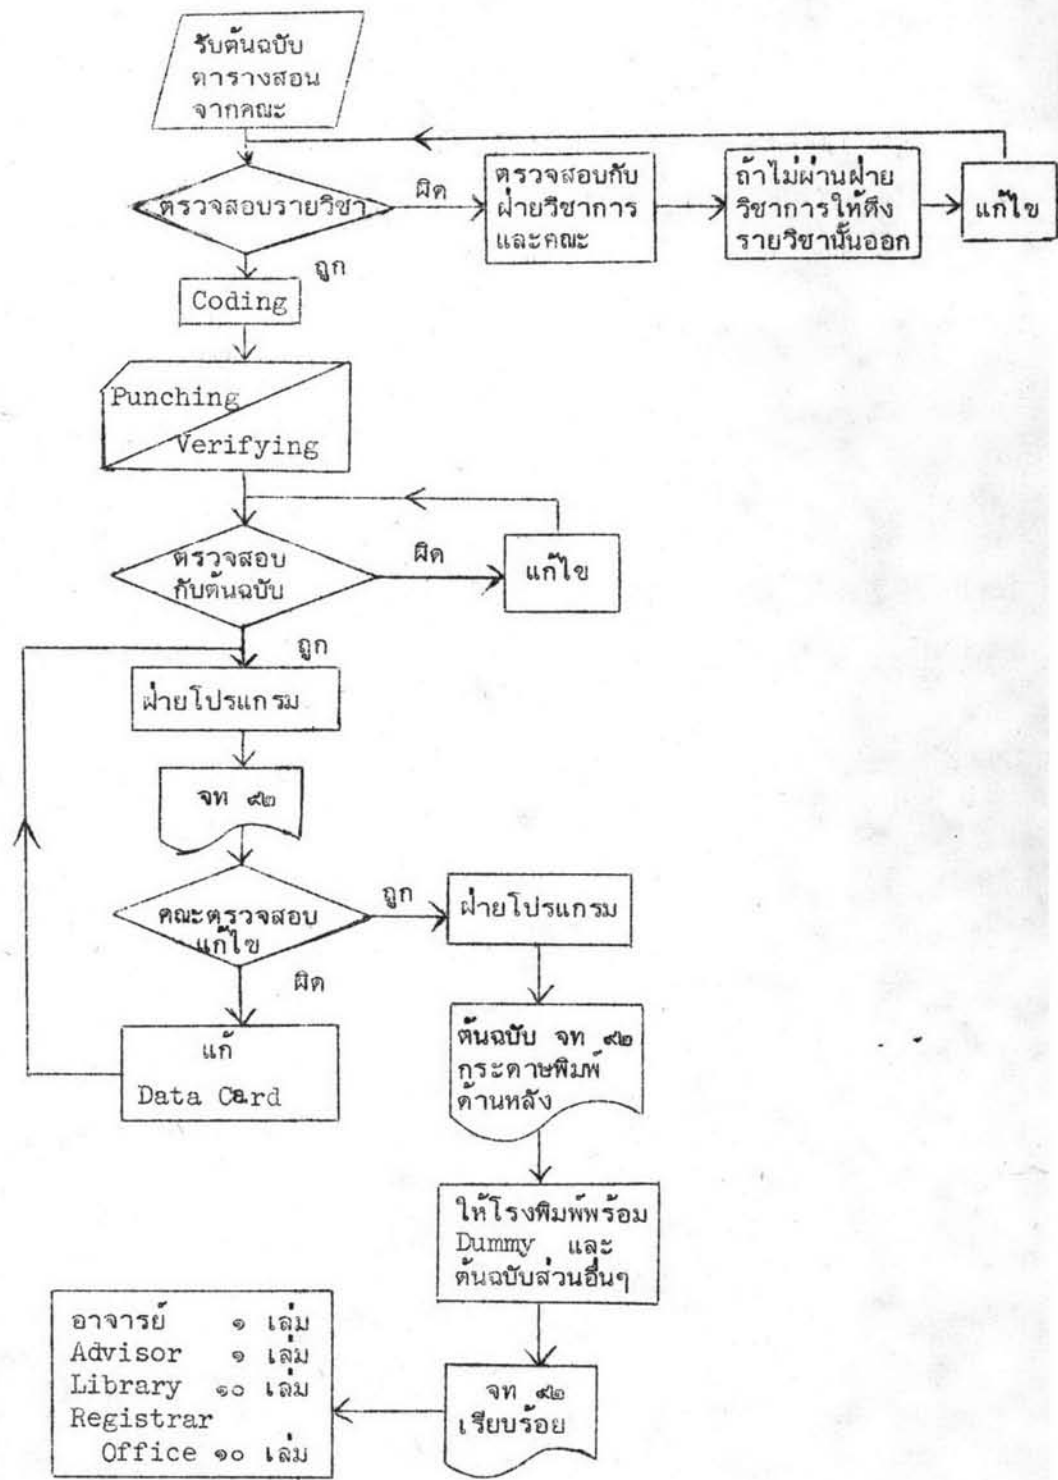 รับต้นฉบับ
ตารางสอน
จากคณะ
ตรวจสอบรายวิชา
ผิด
ตรวจสอบกับ
ฝ่ายวิชาการ
และคณะ
ถ้าไม่ผ่านฝ่าย
วิชาการให้ดึง
รายวิชานั้นออก
แก้ไข
ถูก
Coding
Punching
Verifying
ตรวจสอบ
กับต้นฉบับ
ผิด
แก้ไข
ถูก
ฝ่ายโปรแกรม
จท ๙๒
คณะตรวจสอบ
แก้ไข
ถูก
ฝ่ายโปรแกรม
ผิด
แก้
Data Card
ต้นฉบับ จท ๙๒
กระดาษพิมพ์
ด้านหลัง
ให้โรงพิมพ์พร้อม
Dummy และ
ต้นฉบับส่วนอื่นๆ
จท ๙๒
เรียบร้อย
อาจารย์ ๑ เล่ม
Advisor ๑ เล่ม
Library ๑๐ เล่ม
Registrar
Office ๑๐ เล่ม